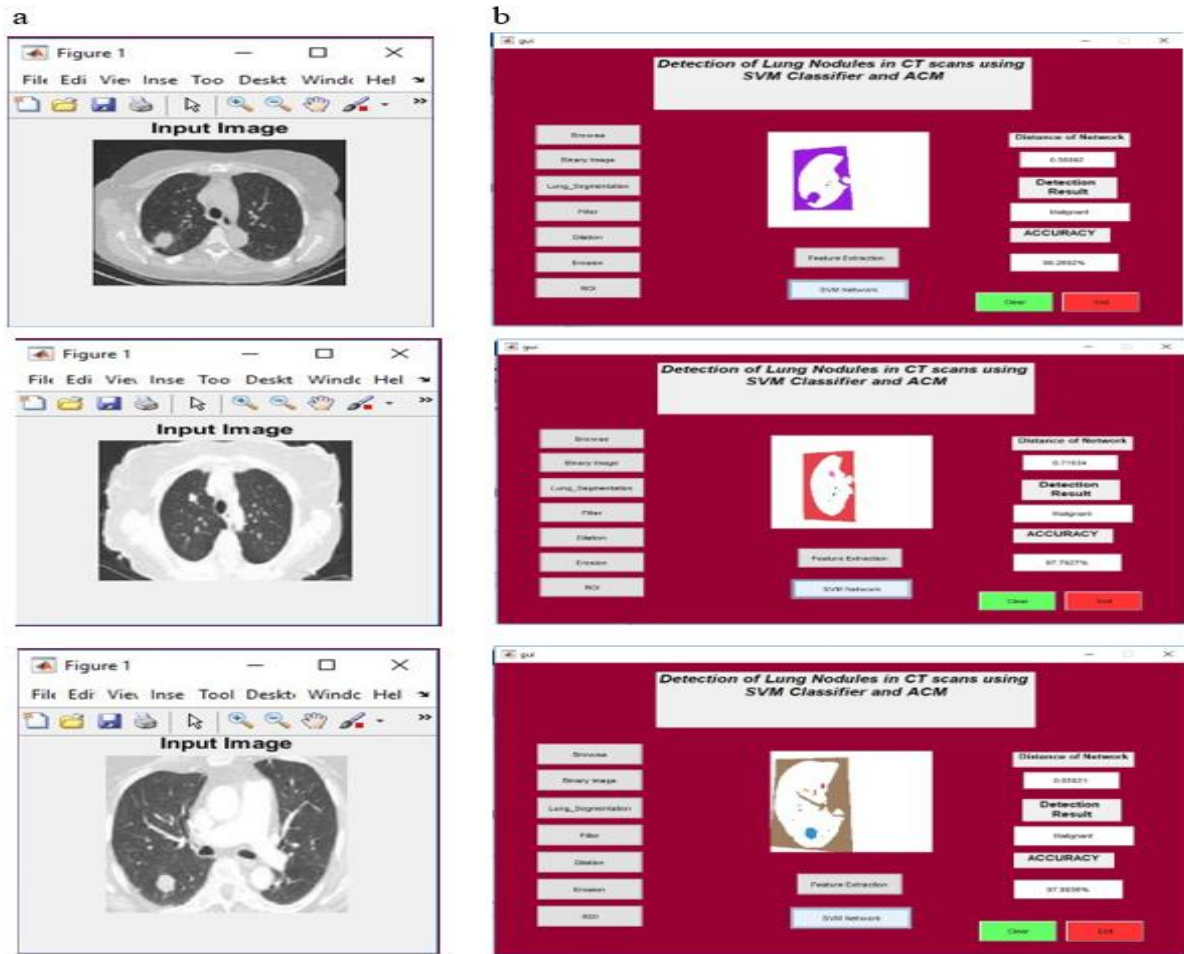 a
b
Figure 1
File Edi Viev Inse Too Deskt Windc Hel
Input Image
gui
Detection of Lung Nodules in CT scans using
SVM Classifier and ACM
Browse
Binary Image
Lung_Segmentation
Filter
Dilation
Erosion
ROI
Feature Extraction
SVM Network
Distance of Network
Detection
Result
Malignant
ACCURACY
Clear
Exit
Figure 1
File Edi Viev Inse Too Deskt Windc Hel
Input Image
gui
Detection of Lung Nodules in CT scans using
SVM Classifier and ACM
Browse
Binary Image
Lung_Segmentation
Filter
Dilation
Erosion
ROI
Feature Extraction
SVM Network
Distance of Network
Detection
Result
Malignant
ACCURACY
Clear
Exit
Figure 1
File Edi Viev Inse Tool Deskt Windc Hel
Input Image
gui
Detection of Lung Nodules in CT scans using
SVM Classifier and ACM
Browse
Binary Image
Lung_Segmentation
Filter
Dilation
Erosion
ROI
Feature Extraction
SVM Network
Distance of Network
Detection
Result
Malignant
ACCURACY
Clear
Exit